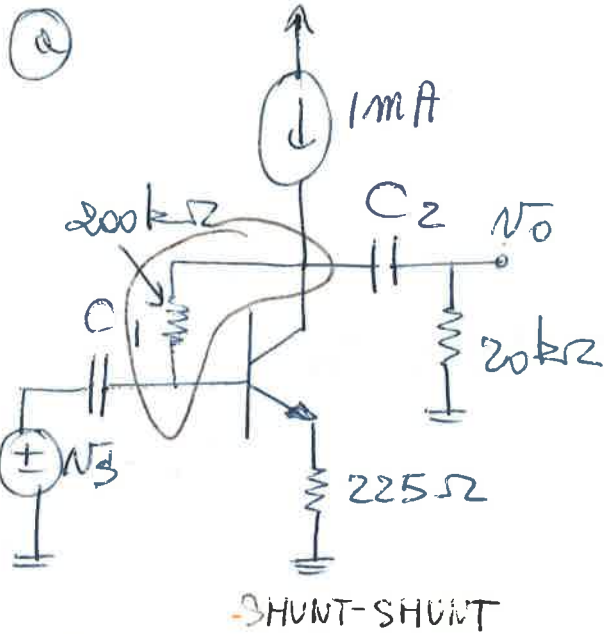 a
1mA
200kΩ
C2
vo
C1
20kΩ
+
-
vs
225Ω
SHUNT-SHUNT